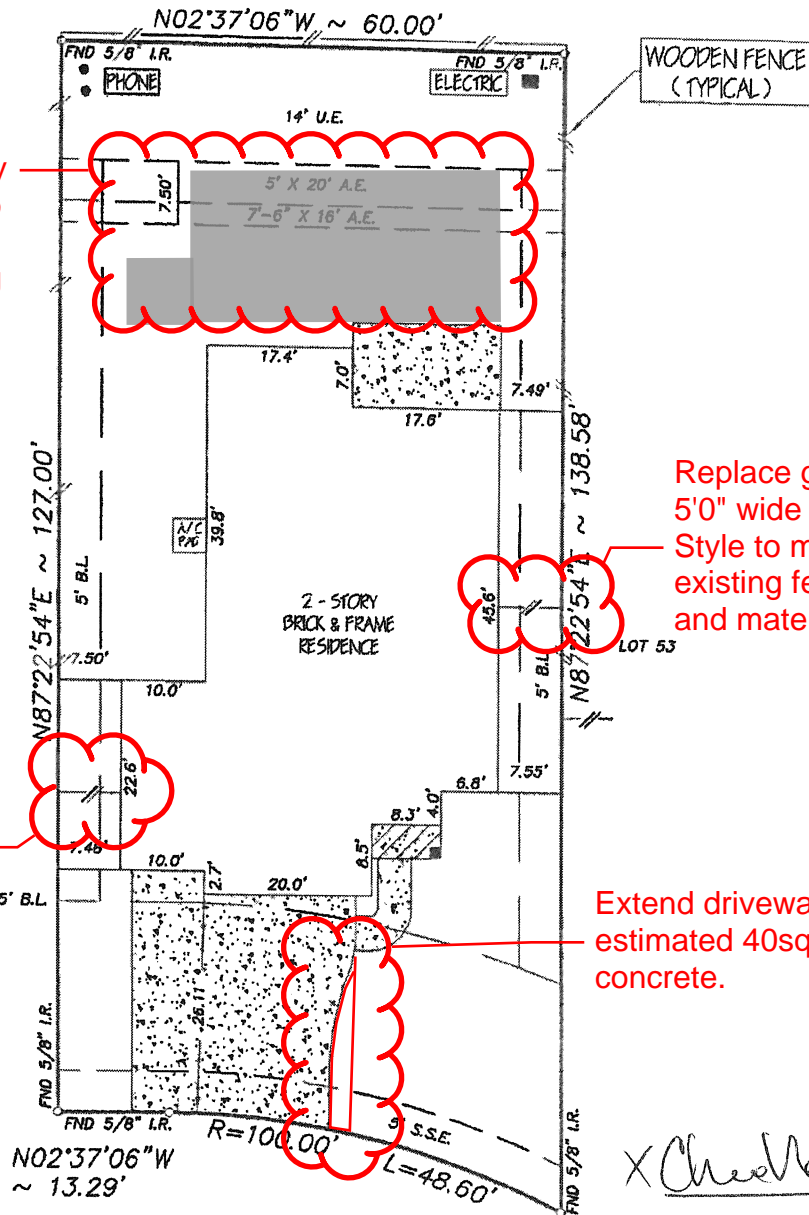 N02°37'06"W ~ 60.00'
FND 5/8" I.R.
FND 5/8" I.R.
PHONE
ELECTRIC
WOODEN FENCE
(TYPICAL)
14' U.E.
7.50'
5' X 20' A.E.
7'-6" X 16' A.E.
17.4'
7.0'
7.49'
17.6'
N87°22'54"E ~ 127.00'
N87°22'54"E ~ 138.58'
A/C
PAD
39.8'
5' B.L.
2 - STORY
BRICK & FRAME
RESIDENCE
45.6'
Replace g
5'0" wide
Style to m
existing fe
and mate
LOT 53
5' B.L.
7.50'
10.0'
22.6'
7.46'
7.55'
6.8'
4.0'
8.3'
8.5'
10.0'
2.7'
20.0'
5' B.L.
26.11'
Extend drivewa
estimated 40sq
concrete.
FND 5/8" I.R.
FND 5/8" I.R.
R=100.00'
L=48.60'
5' S.S.E.
FND 5/8" I.R.
N02°37'06"W
~ 13.29'
X